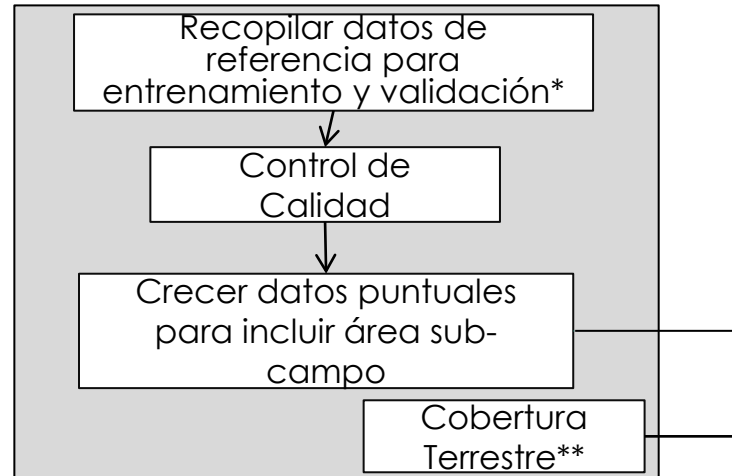 Recopilar datos de
referencia para
entrenamiento y validación*
Control de
Calidad
Crecer datos puntuales
para incluir área sub-
campo
Cobertura
Terrestre**